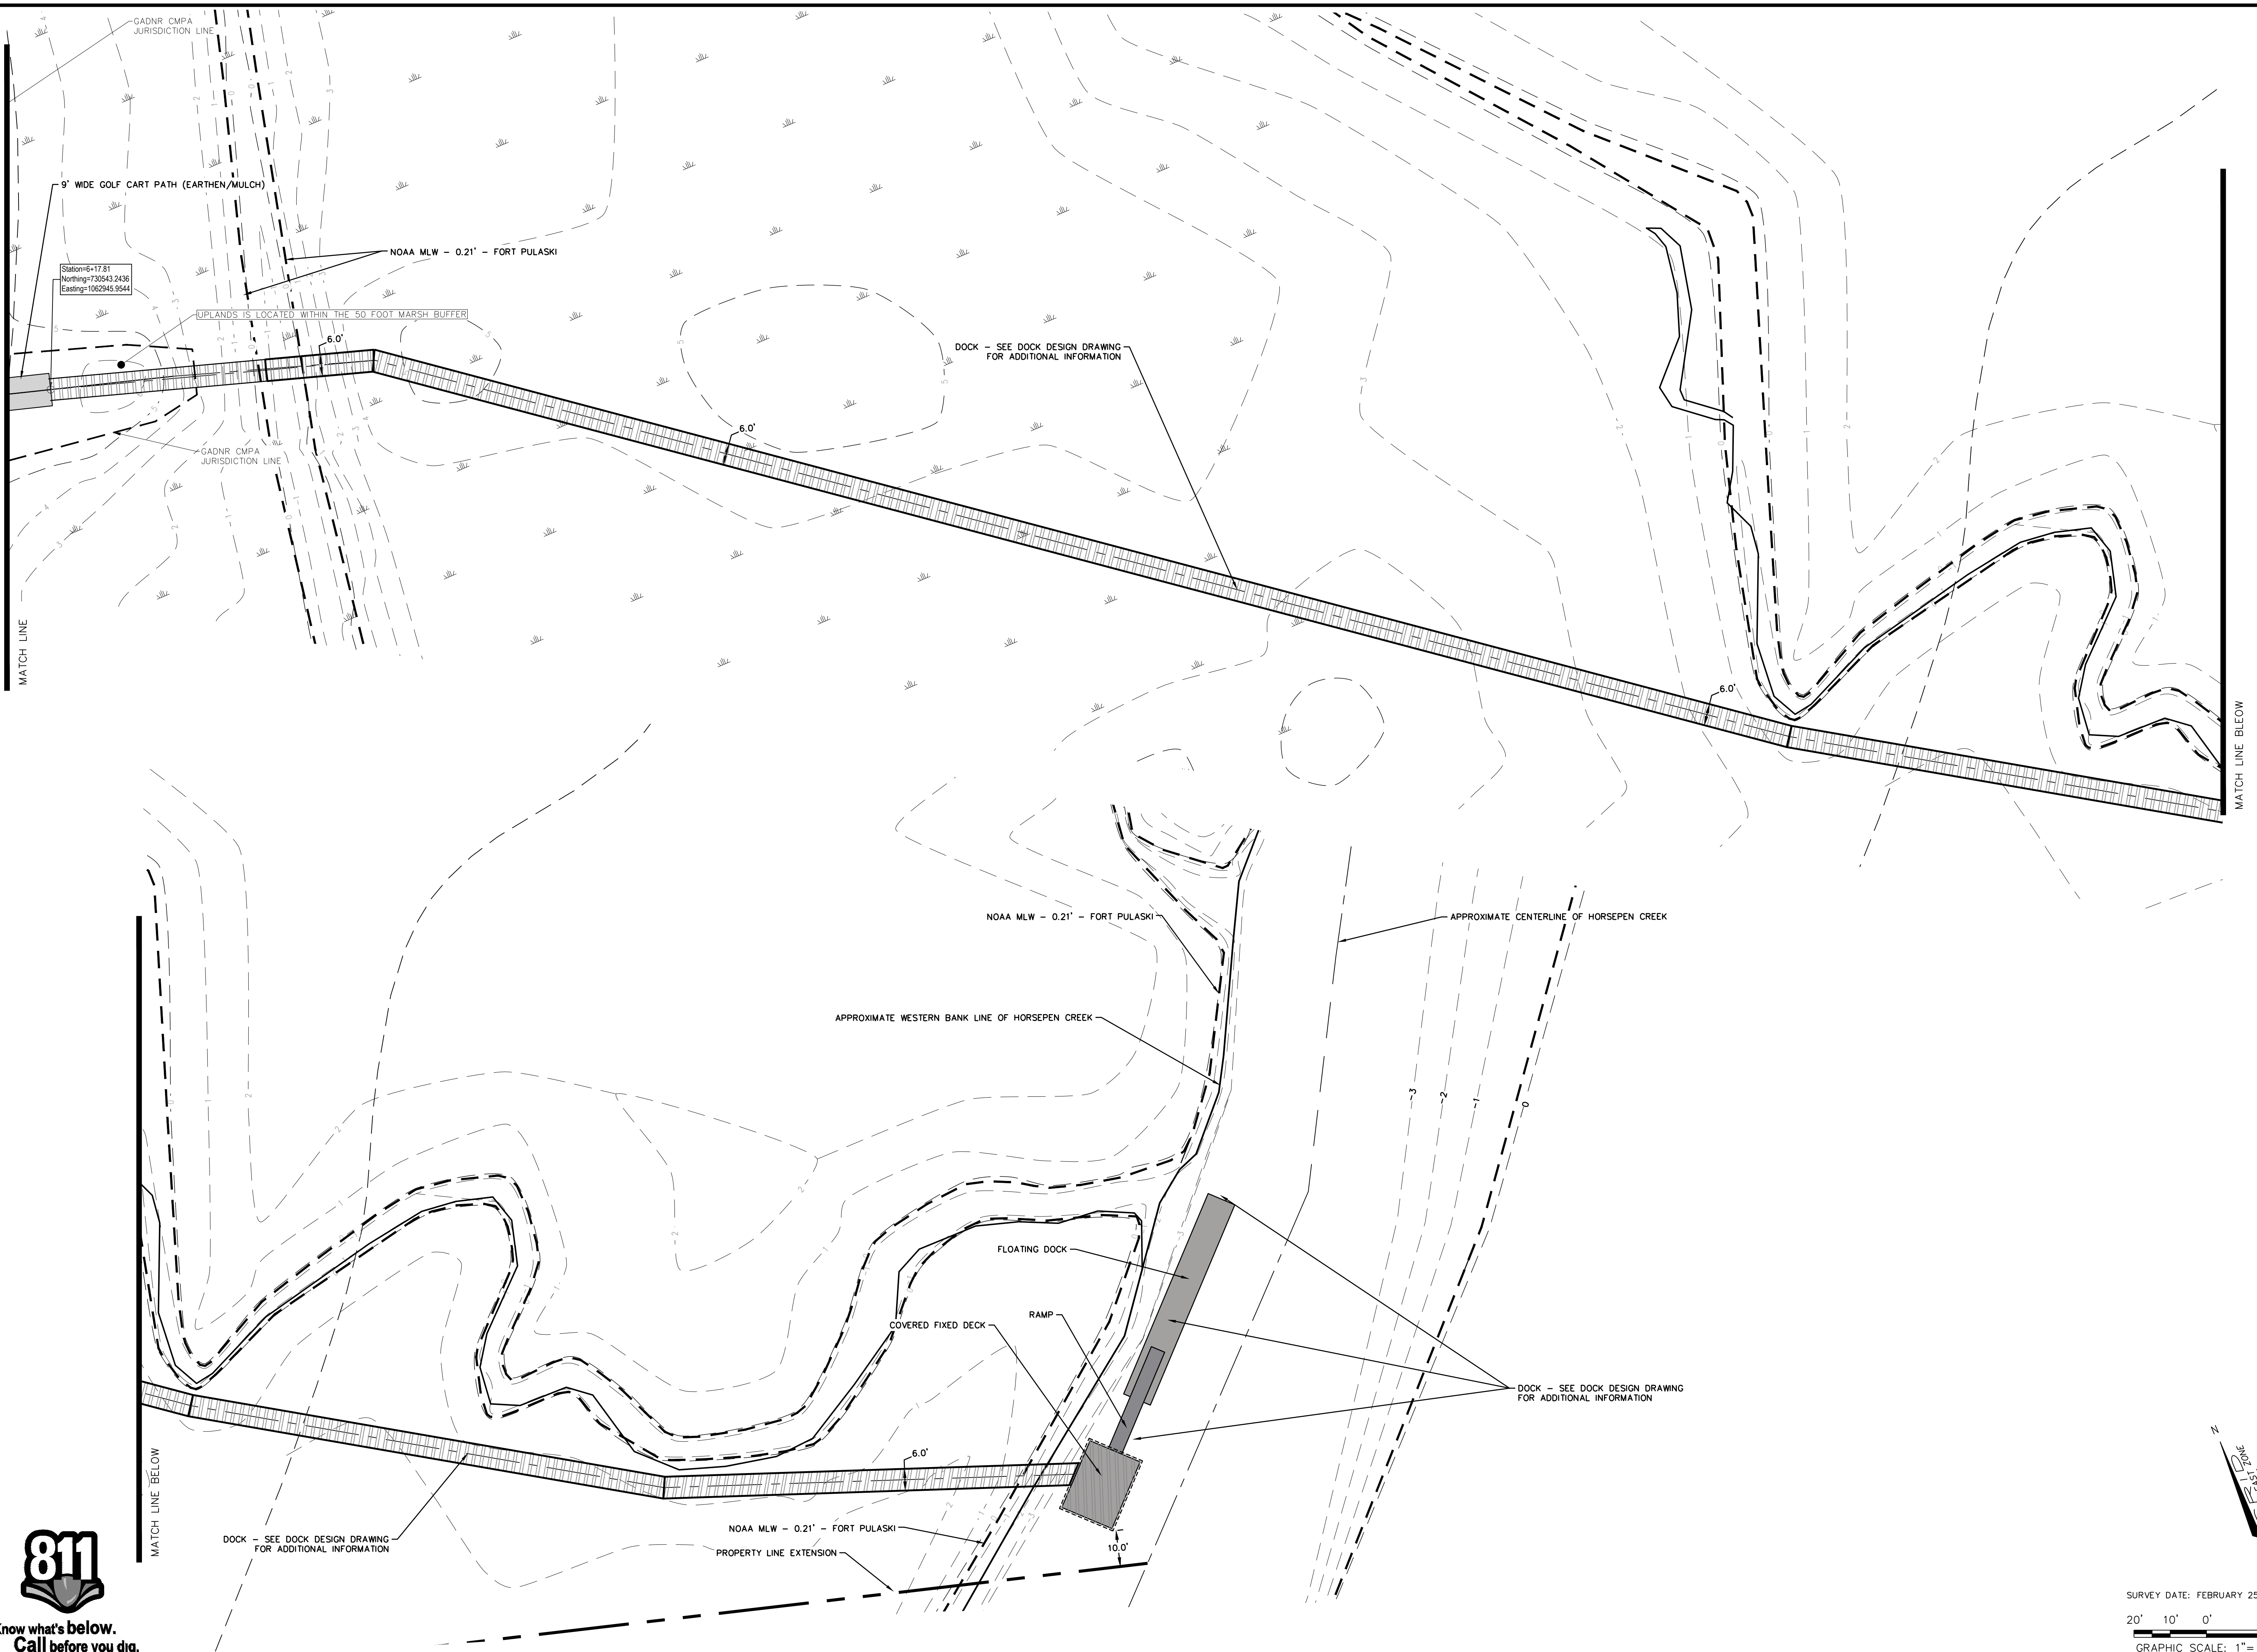 GADNR CMPA
JURISDICTION LINE
9' WIDE GOLF CART PATH (EARTHEN/MULCH)
NOAA MLW - 0.21' - FORT PULASKI
Station=6+17.81
Northing=730543.2436
Easting=1062945.9544
UPLANDS IS LOCATED WITHIN THE 50 FOOT MARSH BUFFER
6.0'
DOCK - SEE DOCK DESIGN DRAWING
FOR ADDITIONAL INFORMATION
6.0'
GADNR CMPA
JURISDICTION LINE
MATCH LINE
6.0'
MATCH LINE BLEOW
NOAA MLW - 0.21' - FORT PULASKI
APPROXIMATE CENTERLINE OF HORSEPEN CREEK
APPROXIMATE WESTERN BANK LINE OF HORSEPEN CREEK
-3
-2
-1
0
FLOATING DOCK
RAMP
COVERED FIXED DECK
DOCK - SEE DOCK DESIGN DRAWING
FOR ADDITIONAL INFORMATION
6.0'
MATCH LINE BELOW
DOCK - SEE DOCK DESIGN DRAWING
FOR ADDITIONAL INFORMATION
NOAA MLW - 0.21' - FORT PULASKI
PROPERTY LINE EXTENSION
10.0'
811
Know what's below.
Call before you dig.
N
SURVEY DATE: FEBRUARY 25
20' 10' 0'
GRAPHIC SCALE: 1"=